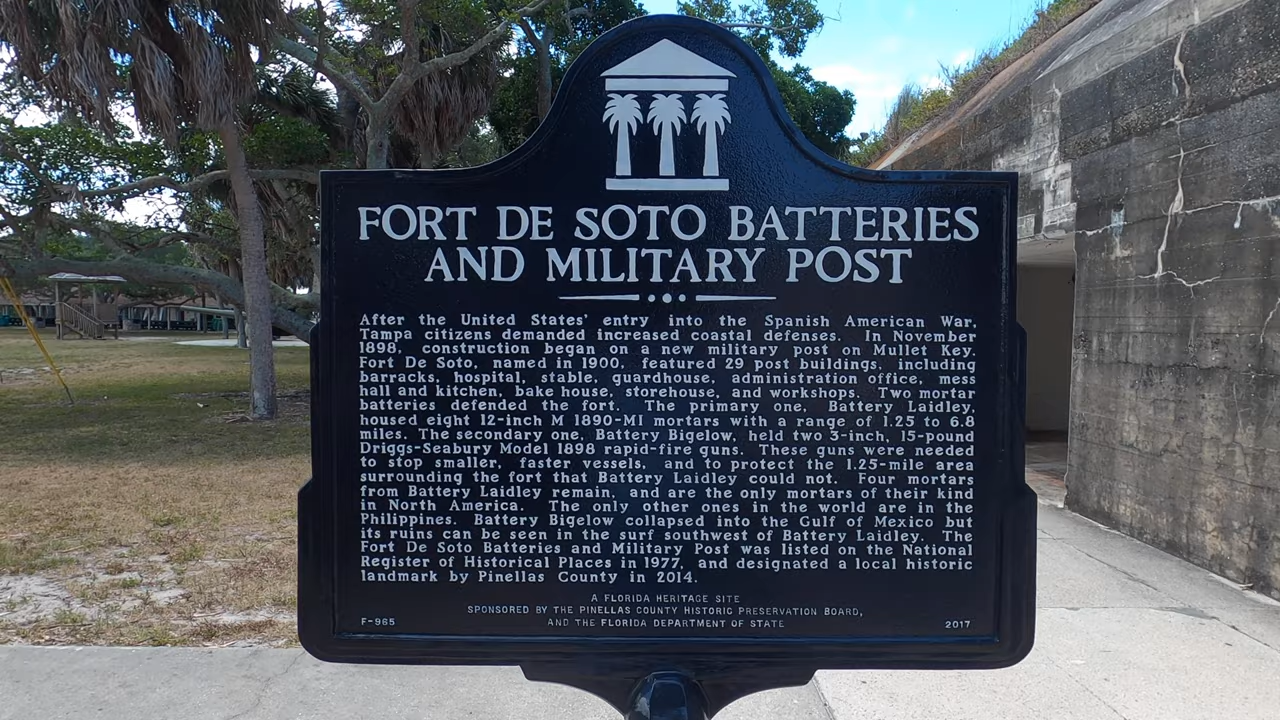 FORT DE SOTO BATTERIES
AND MILITARY POST
After the United States' entry into the Spanish American War,
Tampa citizens demanded increased coastal defenses. In November
1898, construction began on a new military post on Mullet Key.
Fort De Soto, named in 1900, featured 29 post buildings, including
barracks, hospital, stable, guardhouse, administration office, mess
hall and kitchen, bake house, storehouse, and workshops. Two mortar
batteries defended the fort. The primary one, Battery Laidley,
housed eight 12-inch M 1890-MI mortars with a range of 1.25 to 6.8
miles. The secondary one, Battery Bigelow, held two 3-inch, 15-pound
Driggs-Seabury Model 1898 rapid-fire guns. These guns were needed
to stop smaller, faster vessels, and to protect the 1.25-mile area
surrounding the fort that Battery Laidley could not. Four mortars
from Battery Laidley remain, and are the only mortars of their kind
in North America. The only other ones in the world are in the
Philippines. Battery Bigelow collapsed into the Gulf of Mexico but
its ruins can be seen in the surf southwest of Battery Laidley. The
Fort De Soto Batteries and Military Post was listed on the National
Register of Historical Places in 1977, and designated a local historic
landmark by Pinellas County in 2014.
A FLORIDA HERITAGE SITE
SPONSORED BY THE PINELLAS COUNTY HISTORIC PRESERVATION BOARD,
F-965 AND THE FLORIDA DEPARTMENT OF STATE 2017